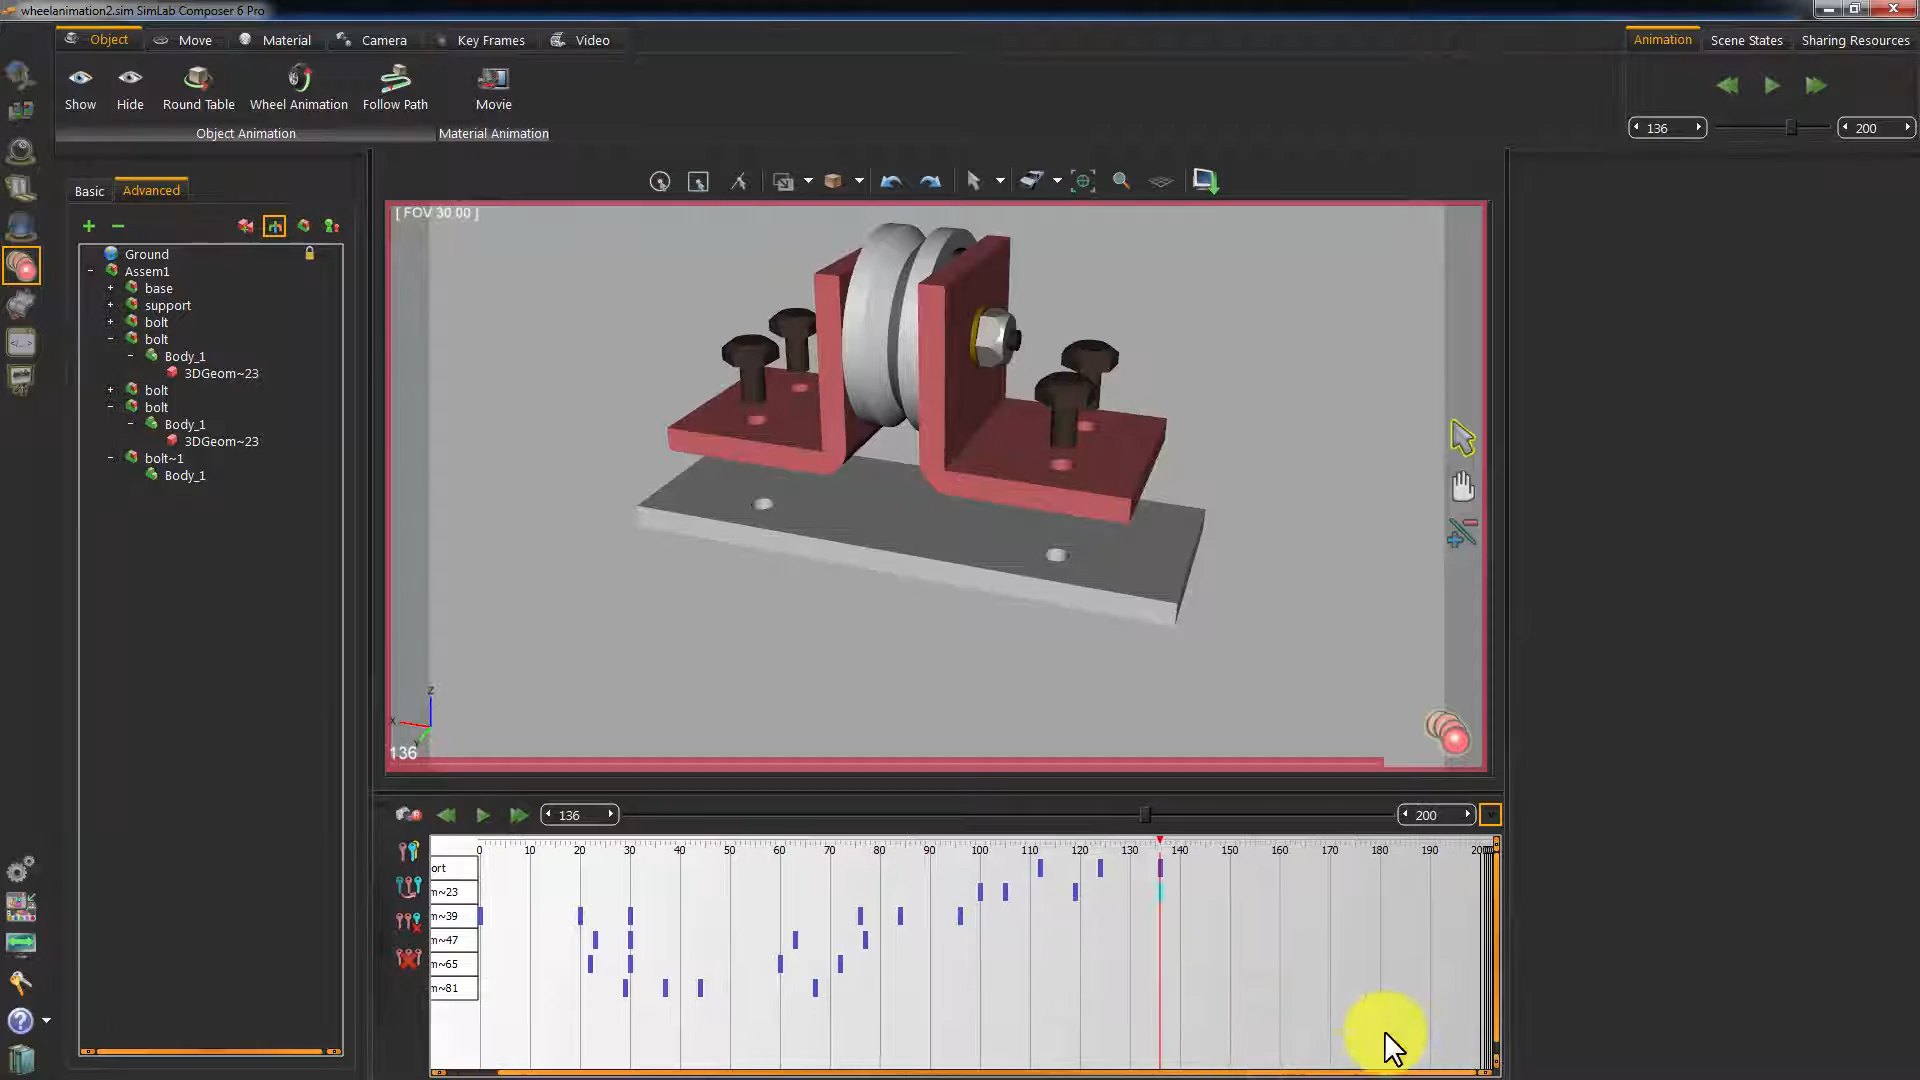 wheelanimation2.sim SimLab Composer 6 Pro
Object Move Material Camera Key Frames Video
Animation Scene States Sharing Resources
Show Hide Round Table Wheel Animation Follow Path Movie
Object Animation Material Animation
136 200
Basic Advanced
[ FOV 30 00 ]
Ground
Assem1
base
support
bolt
bolt
Body_1
3DGeom~23
bolt
bolt
Body_1
3DGeom~23
bolt~1
Body_1
Z
X
136
136 200
0 10 20 30 40 50 60 70 80 90 100 110 120 130 140 150 160 170 180 190 200
ort
m~23
m~39
m~47
m~65
m~81